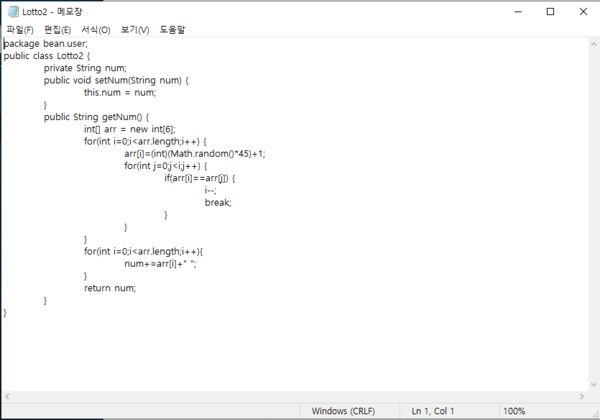 Lotto2 - 메모장
파일(F) 편집(E) 서식(O) 보기(V) 도움말
package bean.user;
public class Lotto2 {
private String num;
public void setNum(String num) {
this.num = num;
}
public String getNum() {
int[] arr = new int[6];
for(int i=0;i<arr.length;i++) {
arr[i]=(int)(Math.random()*45)+1;
for(int j=0;j<i;j++) {
if(arr[i]==arr[j]) {
i--;
break;
}
}
}
for(int i=0;i<arr.length;i++){
num+=arr[i]+" ";
}
return num;
}
}
Windows (CRLF) Ln 1, Col 1 100%